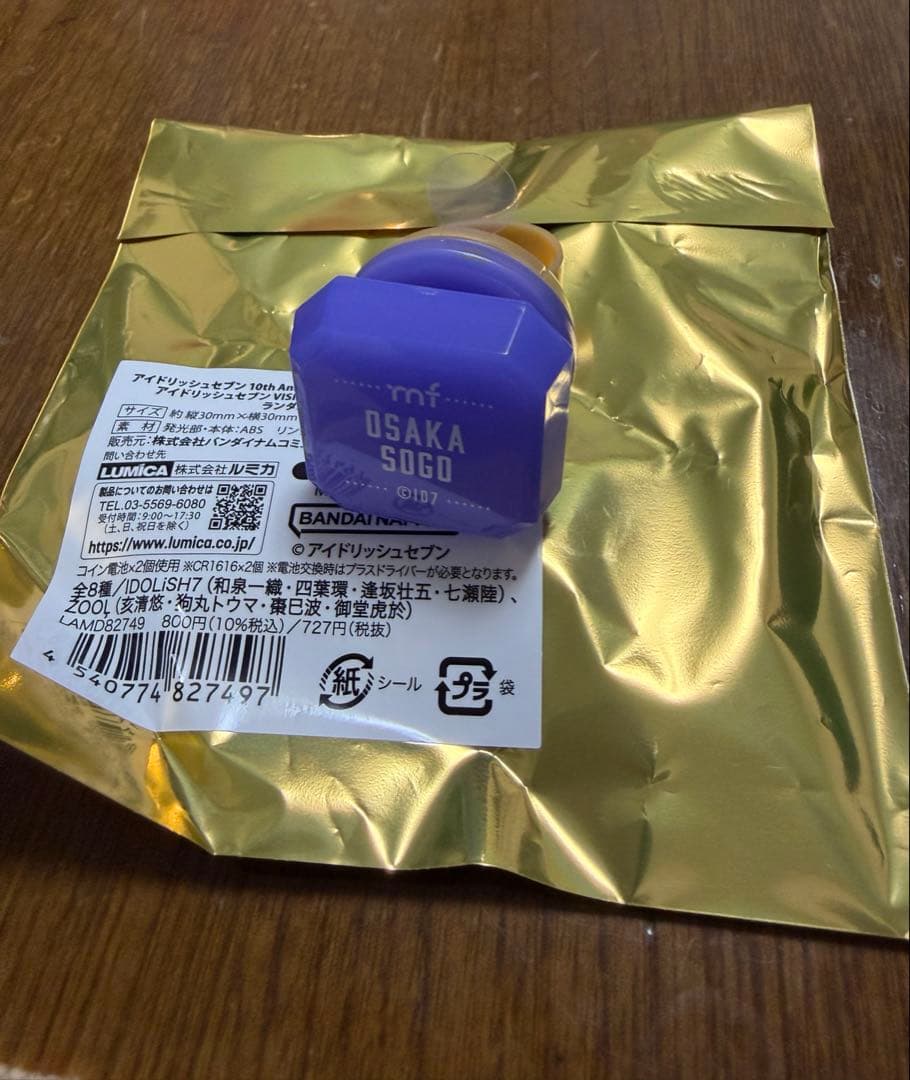 mf
OSAKA
SOGO
©ID7
アイドリッシュセブン 10th An
アイドリッシュセブン VISI
ランダ
サイズ 約 縦30mm×横30mm
素材 発光部・本体:ABS リン
販売元:株式会社バンダイナムコミ
問い合わせ先
LUMICA 株式会社ルミカ
製品についてのお問い合わせは
TEL.03-5569-6080
受付時間:9:00〜17:30
(土、日、祝日を除く)
https://www.lumica.co.jp/
BANDAI NAM
© アイドリッシュセブン
コイン電池×2個使用 ※CR1616×2個 ※電池交換時はプラスドライバーが必要となります。
全8種/IDOLiSH7 (和泉一織・四葉環・逢坂壮五・七瀬陸)、
ŹOOĻ (亥清悠・狗丸トウマ・棗巳波・御堂虎於)
LAMD82749 800円(10%税込)/727円(税抜)
4 540774 827497
紙 シール プラ 袋